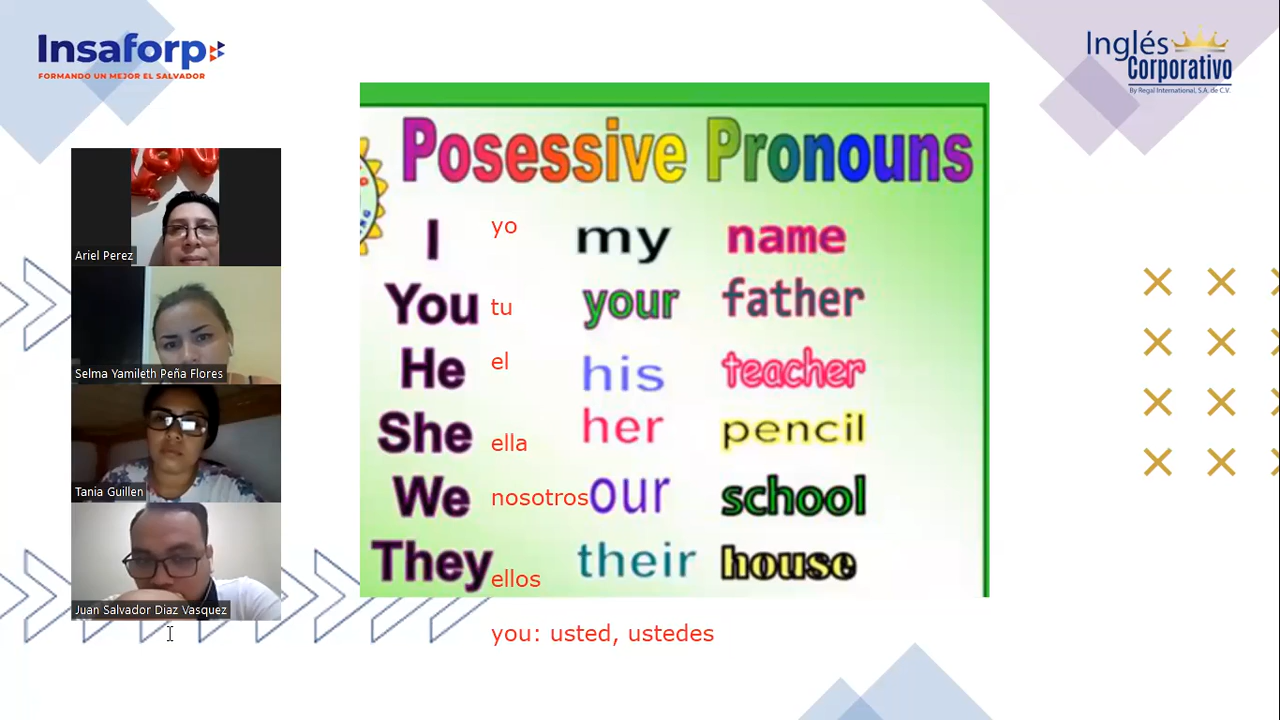 Insaforp
FORMANDO UN MEJOR EL SALVADOR
Inglés
Corporativo
By Regal International, S.A. de C.V.
Posessive Pronouns
I yo my name
You tu your father
He el his teacher
She ella her pencil
We nosotros our school
They ellos their house
you: usted, ustedes
Ariel Perez
Selma Yamileth Peña Flores
Tania Guillen
Juan Salvador Diaz Vasquez